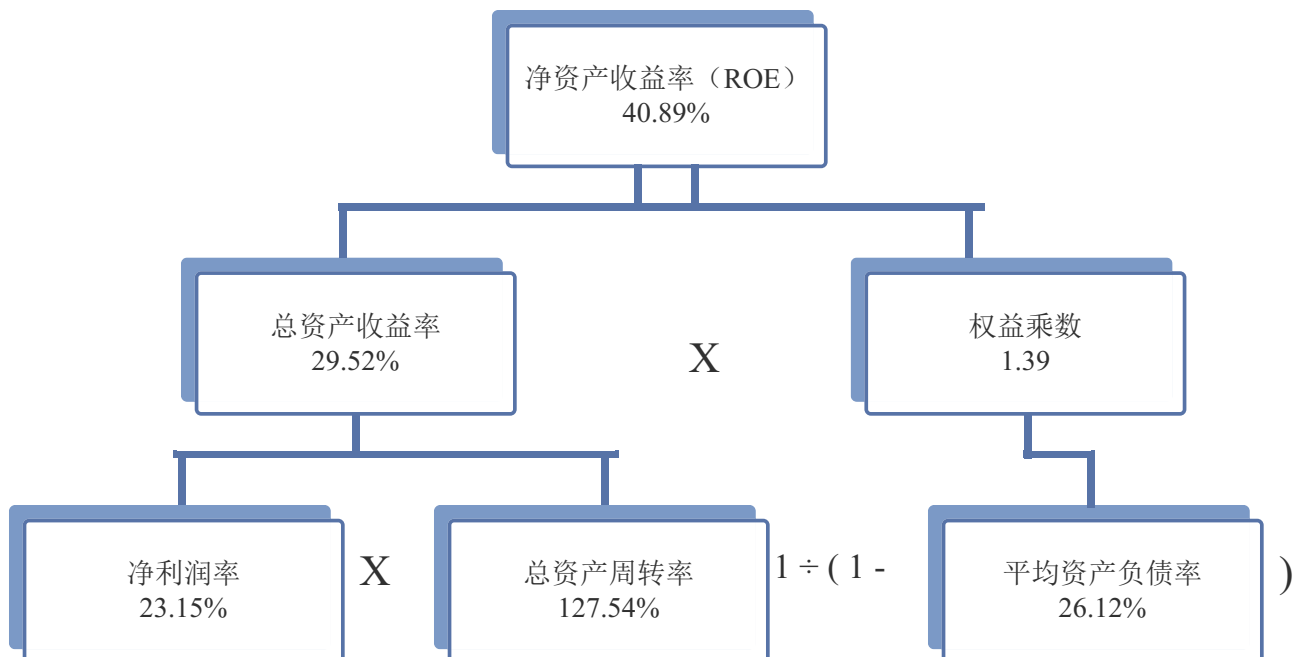 净资产收益率（ROE）
40.89%
总资产收益率
29.52%
X
权益乘数
1.39
净利润率
23.15%
X
总资产周转率
127.54%
1 ÷ ( 1 -
平均资产负债率
26.12%
)